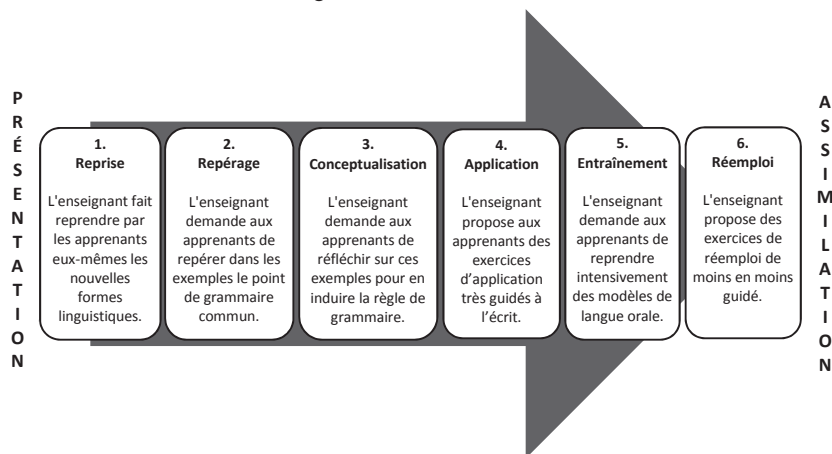 PRÉSENTATION
1.
Reprise
L'enseignant fait
reprendre par
les apprenants
eux-mêmes les
nouvelles
formes
linguistiques.
2.
Repérage
L'enseignant
demande aux
apprenants de
repérer dans les
exemples le point
de grammaire
commun.
3.
Conceptualisation
L'enseignant
demande aux
apprenants de
réfléchir sur ces
exemples pour en
induire la règle de
grammaire.
4.
Application
L'enseignant
propose aux
apprenants des
exercices
d'application
très guidés à
l'écrit.
5.
Entraînement
L'enseignant
demande aux
apprenants de
reprendre
intensivement
des modèles de
langue orale.
6.
Réemploi
L'enseignant
propose des
exercices de
réemploi de
moins en moins
guidé.
ASSIMILATION